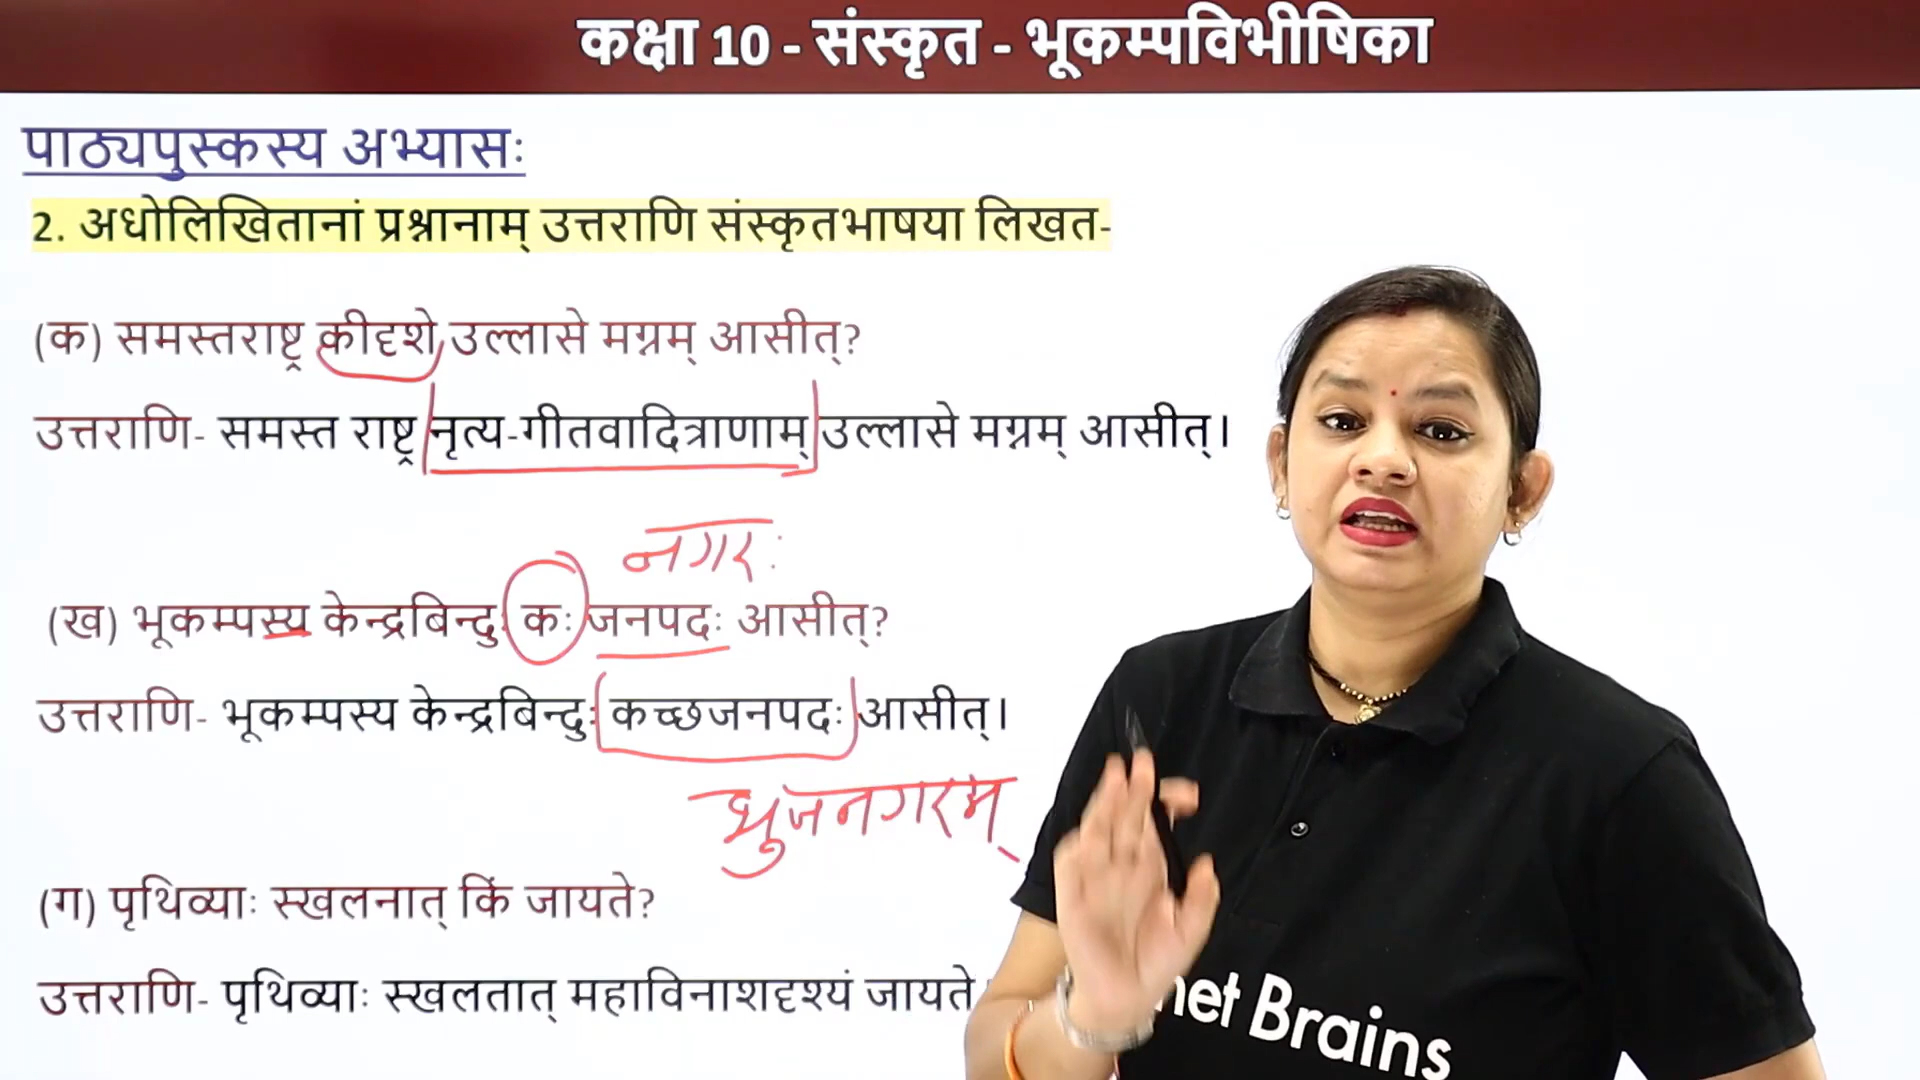 कक्षा 10 - संस्कृत - भूकम्पविभीषिका
पाठ्यपुस्कस्य अभ्यासः
2. अधोलिखितानां प्रश्नानाम् उत्तराणि संस्कृतभाषया लिखत-
(क) समस्तराष्ट्र कीदृशे उल्लासे मग्नम् आसीत्?
उत्तराणि- समस्त राष्ट्र नृत्य-गीतवादित्राणाम् उल्लासे मग्नम् आसीत्।
नगरः
(ख) भूकम्पस्य केन्द्रबिन्दुः कः जनपदः आसीत्?
उत्तराणि- भूकम्पस्य केन्द्रबिन्दुः कच्छजनपदः आसीत्।
भुजनगरम्
(ग) पृथिव्याः स्खलनात् किं जायते?
उत्तराणि- पृथिव्याः स्खलतात् महाविनाशदृश्यं जायते
net Brains